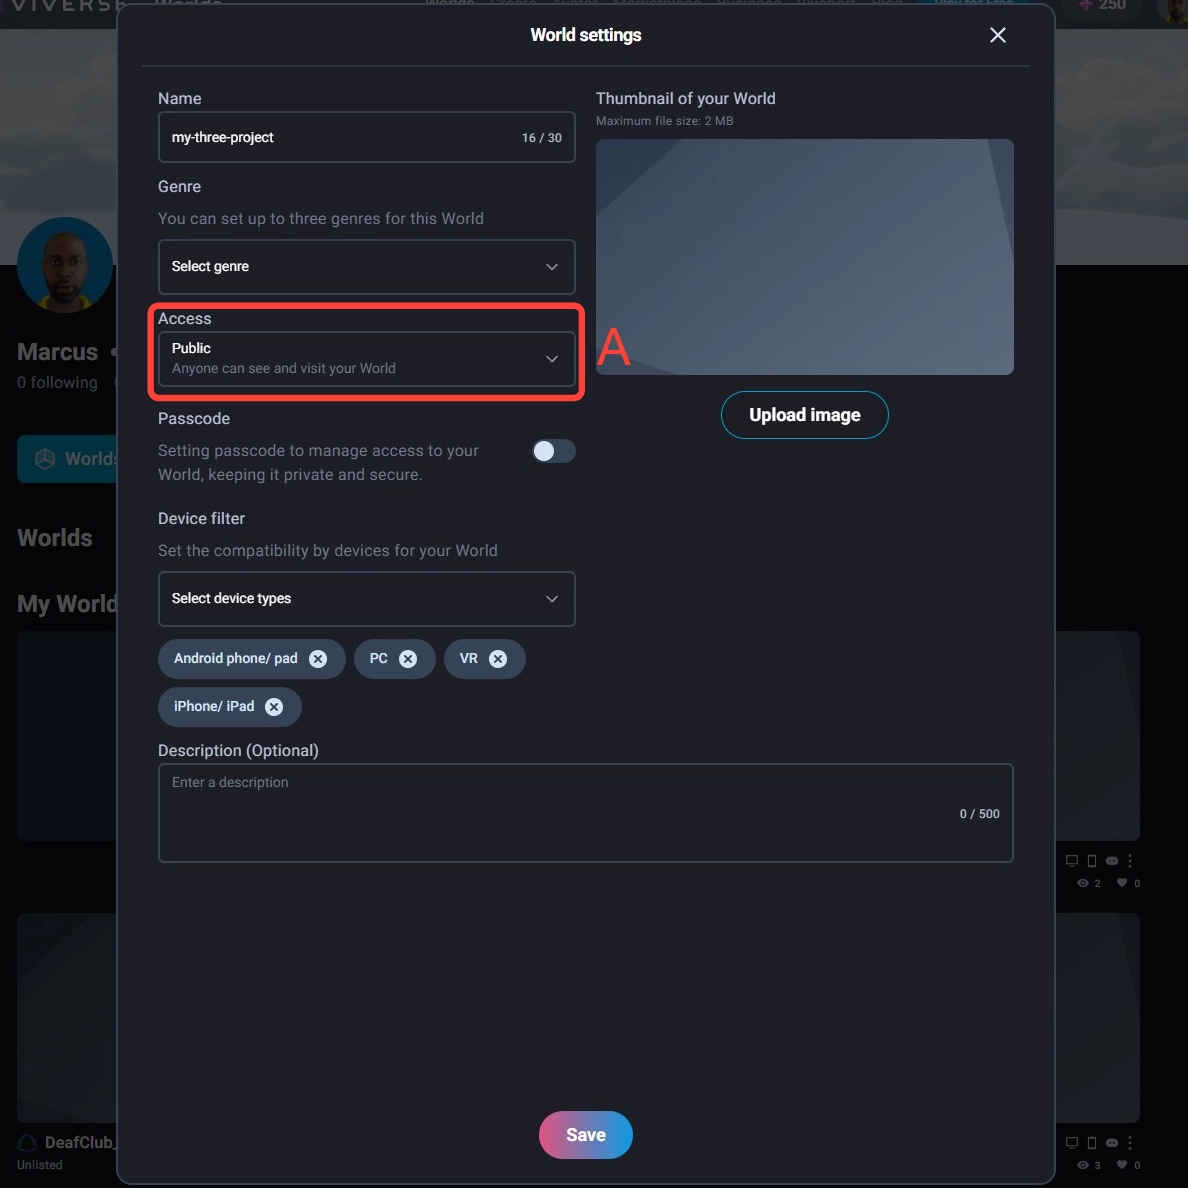 VIVERSE
Worlds
250
World settings
Name
my-three-project
16 / 30
Thumbnail of your World
Maximum file size: 2 MB
Genre
You can set up to three genres for this World
Select genre
Access
Public
Anyone can see and visit your World
A
Upload image
Passcode
Setting passcode to manage access to your
World, keeping it private and secure.
Device filter
Set the compatibility by devices for your World
Select device types
Android phone/ pad
PC
VR
iPhone/ iPad
Description (Optional)
Enter a description
0 / 500
Save
Marcus
0 following
Worlds
Worlds
My World
2
0
DeafClub_
Unlisted
3
0